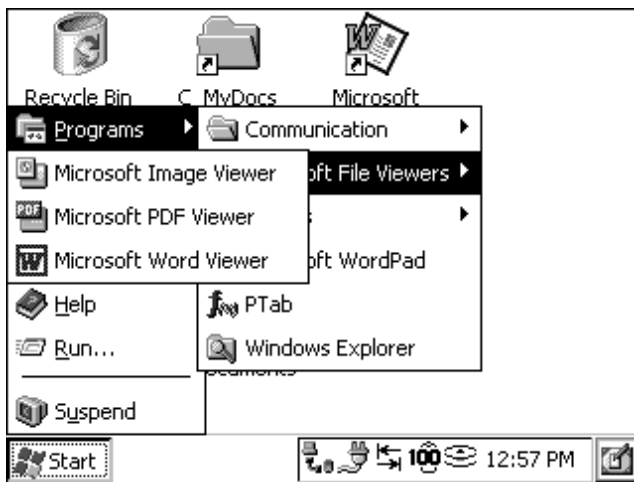 Recycle Bin
C_MyDocs
Microsoft
Programs
Communication
Microsoft Image Viewer
oft File Viewers
Microsoft PDF Viewer
Microsoft Word Viewer
oft WordPad
Help
PTab
Run...
Windows Explorer
Suspend
Start
100
12:57 PM